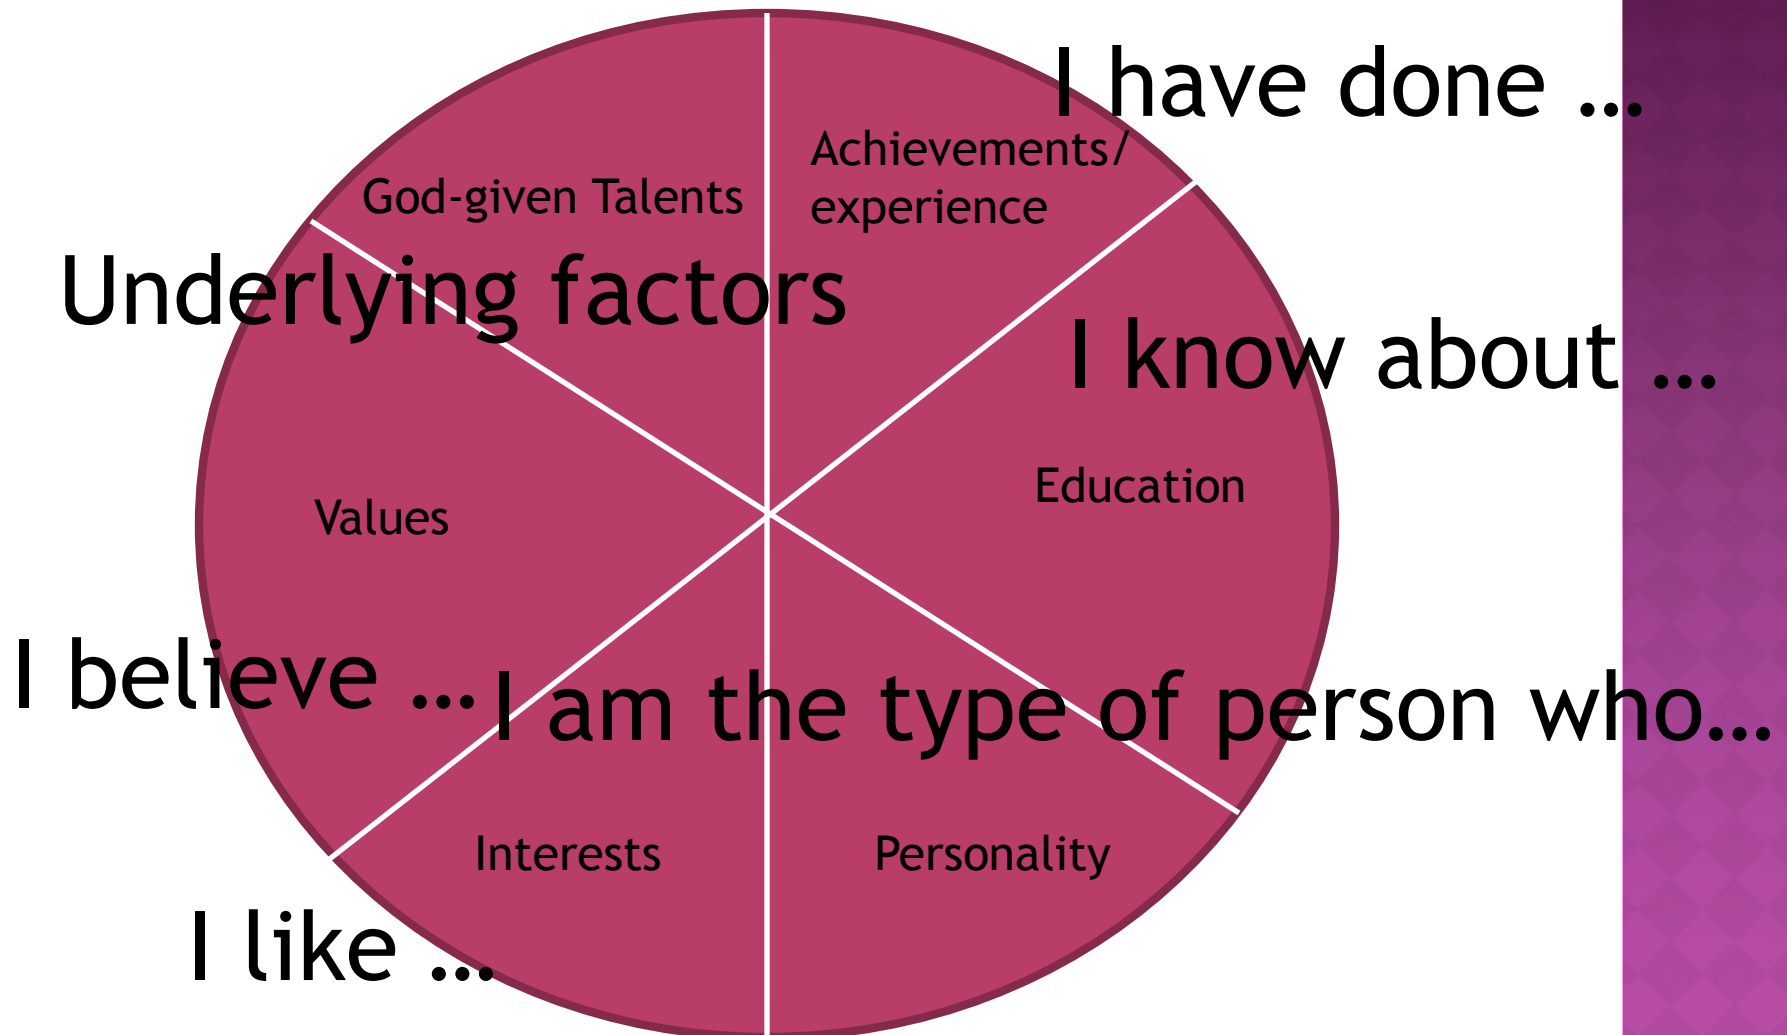 I have done …
Achievements/
experience
God-given Talents
Underlying factors
I know about …
Education
Values
I believe …
I am the type of person who…
Interests
Personality
I like …